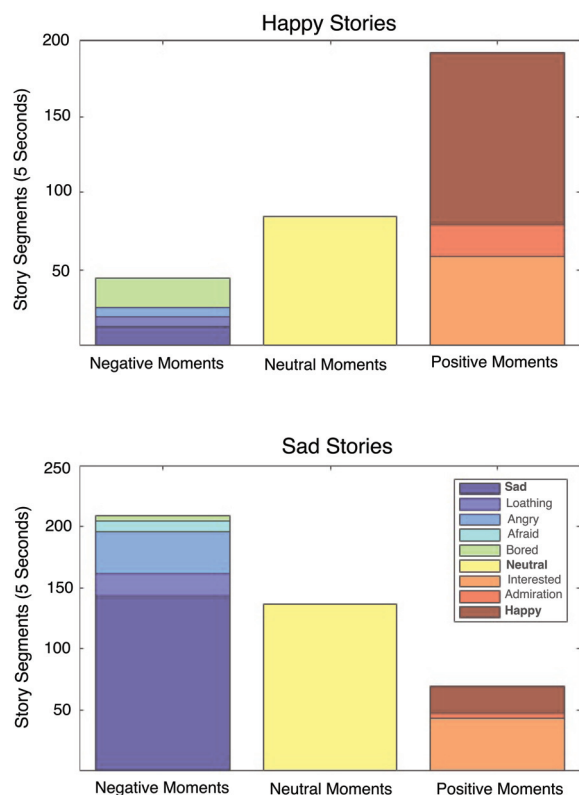 Happy Stories
200
150
100
50
Story Segments (5 Seconds)
Negative Moments
Neutral Moments
Positive Moments
Sad Stories
250
200
150
100
50
Story Segments (5 Seconds)
Sad
Loathing
Angry
Afraid
Bored
Neutral
Interested
Admiration
Happy
Negative Moments
Neutral Moments
Positive Moments